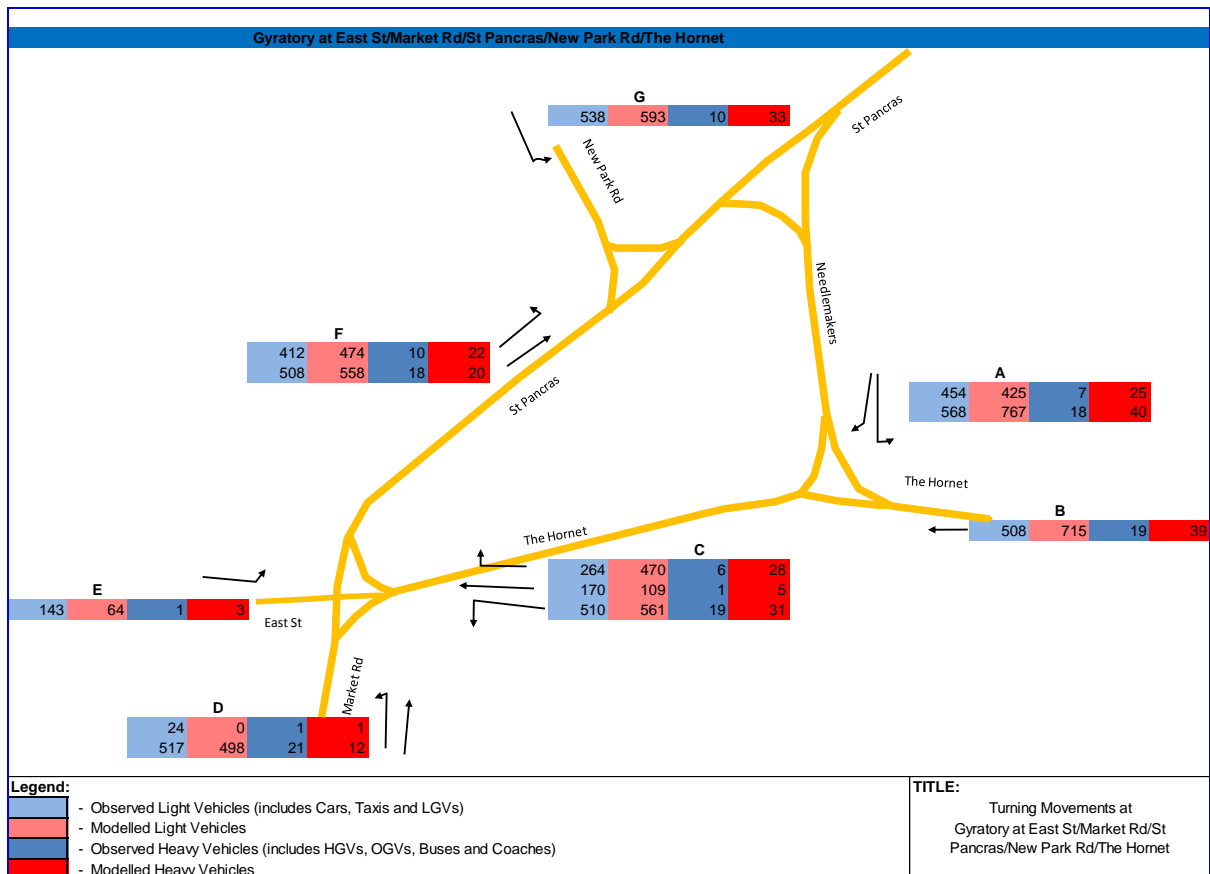 Gyratory at East St/Market Rd/St Pancras/New Park Rd/The Hornet
G
538 593 10 33
St Pancras
New Park Rd
Needlemakers
F
412 474 10 22
508 558 18 20
St Pancras
A
454 425 7 25
568 767 18 40
The Hornet
B
508 715 19 39
The Hornet
C
264 470 6 28
170 109 1 5
510 561 19 31
E
143 64 1 3
East St
Market Rd
D
24 0 1 1
517 498 21 12
Legend:
- Observed Light Vehicles (includes Cars, Taxis and LGVs)
- Modelled Light Vehicles
- Observed Heavy Vehicles (includes HGVs, OGVs, Buses and Coaches)
- Modelled Heavy Vehicles
TITLE:
Turning Movements at
Gyratory at East St/Market Rd/St
Pancras/New Park Rd/The Hornet